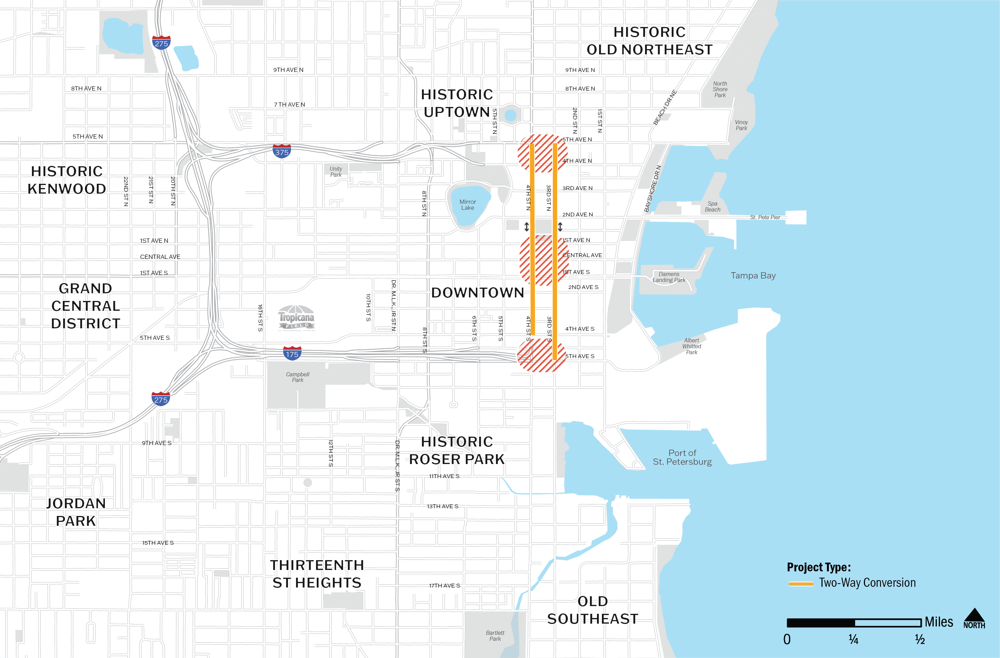 275
HISTORIC
OLD NORTHEAST
9TH AVE N
9TH AVE N
8TH AVE N
8TH AVE N
North
Shore
Park
HISTORIC
UPTOWN
7 TH AVE N
5TH ST N
2ND ST N
1ST ST N
BEACH DR NE
Vinoy
Park
5TH AVE N
5TH AVE N
375
4TH AVE N
HISTORIC
KENWOOD
Unity
Park
22ND ST N
21ST ST N
20TH ST N
8TH ST N
Mirror
Lake
4TH ST N
3RD ST N
3RD AVE N
BAYSHORE DR N
Spa
Beach
2ND AVE N
St. Pete Pier
1ST AVE N
1ST AVE N
CENTRAL AVE
CENTRAL AVE
1ST AVE S
1ST AVE S
Damens
Landing Park
Tampa Bay
GRAND
CENTRAL
DISTRICT
DOWNTOWN
2ND AVE S
16TH ST S
Tropicana
FIELD
ST. PETERSBURG, FLORIDA
10TH ST S
DR. M.L.K., JR ST N
8TH ST S
6TH ST S
5TH ST S
4TH ST S
3RD ST S
4TH AVE S
5TH AVE S
175
5TH AVE S
Albert
Whitted
Park
Campbell
Park
275
9TH AVE S
12TH ST S
DR. M.L.K., JR ST S
HISTORIC
ROSER PARK
Port of
St. Petersburg
11TH AVE S
JORDAN
PARK
13TH AVE S
15TH AVE S
THIRTEENTH
ST HEIGHTS
17TH AVE S
OLD
SOUTHEAST
Bartlett
Park
Project Type:
Two-Way Conversion
Miles
NORTH
0
¼
½